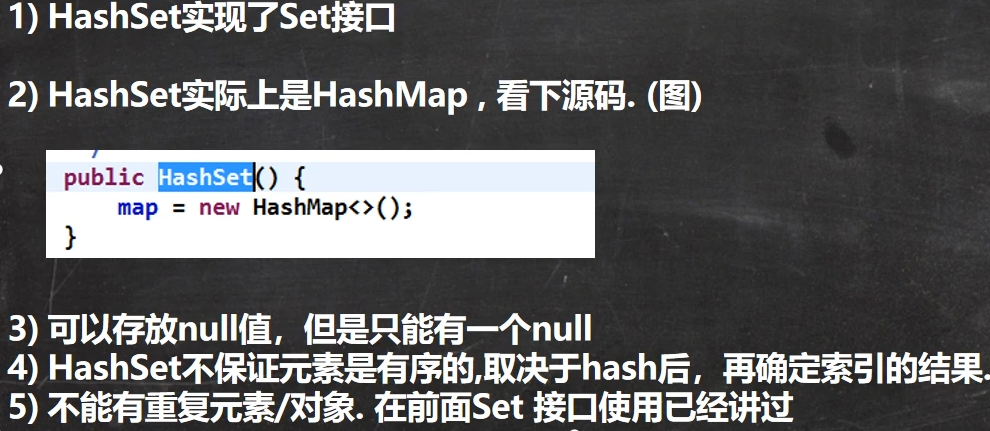 1) HashSet实现了Set接口
2) HashSet实际上是HashMap , 看下源码. (图)
public HashSet() {
map = new HashMap<>();
}
3) 可以存放null值，但是只能有一个null
4) HashSet不保证元素是有序的,取决于hash后，再确定索引的结果.
5) 不能有重复元素/对象. 在前面Set 接口使用已经讲过